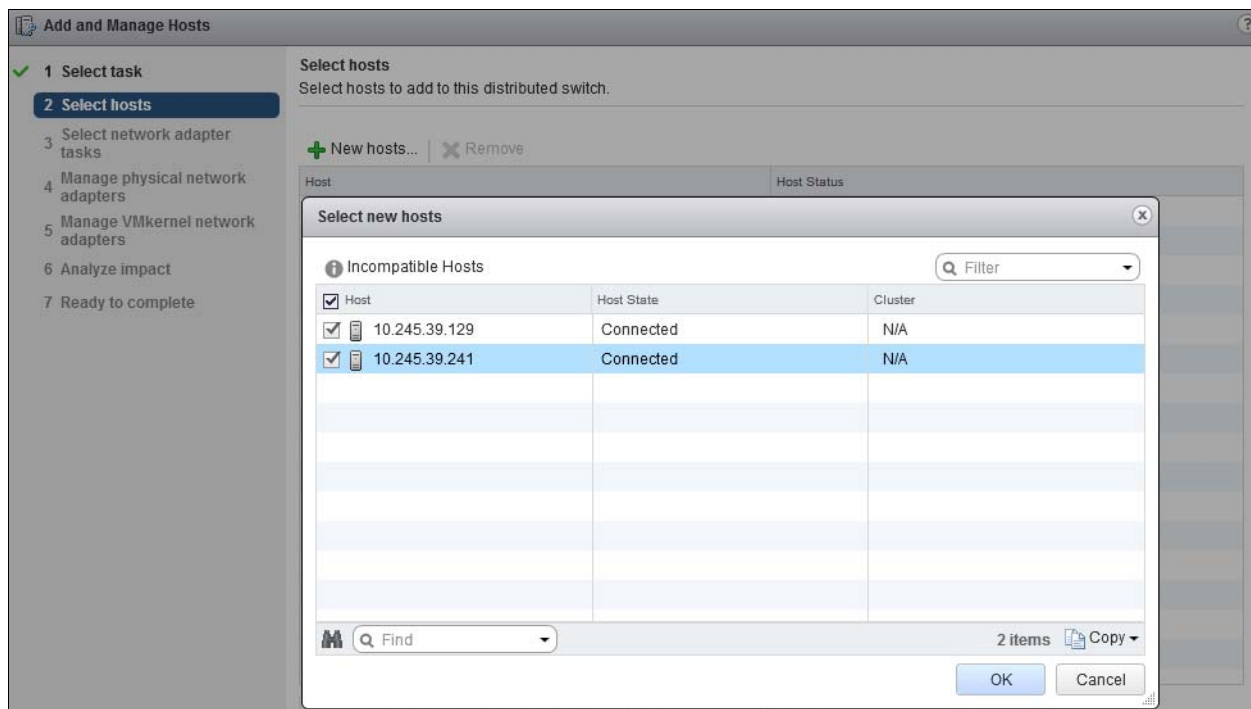 Add and Manage Hosts
?
1 Select task
2 Select hosts
3 Select network adapter
tasks
4 Manage physical network
adapters
5 Manage VMkernel network
adapters
6 Analyze impact
7 Ready to complete
Select hosts
Select hosts to add to this distributed switch.
New hosts... Remove
Host Host Status
Select new hosts
Incompatible Hosts Filter
Host Host State Cluster
10.245.39.129 Connected N/A
10.245.39.241 Connected N/A
Find 2 items Copy
OK Cancel